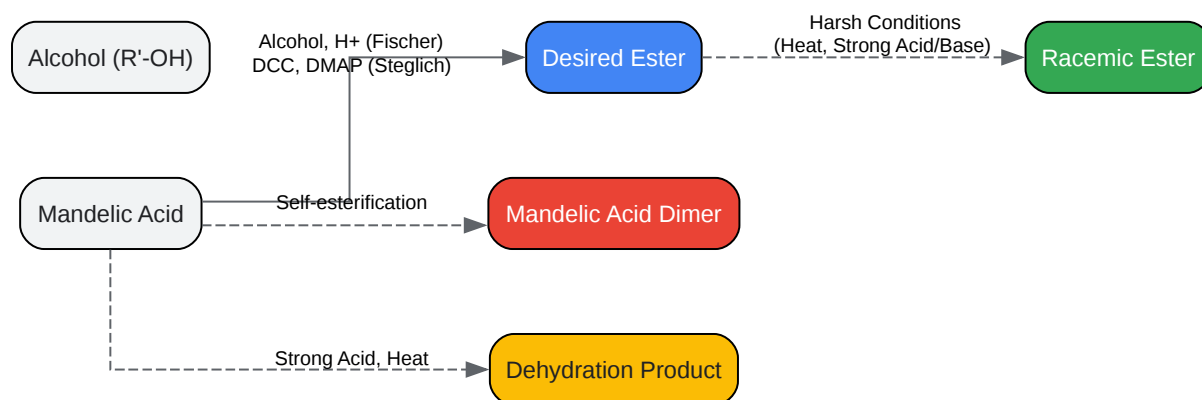 Alcohol (R'-OH)
Alcohol, H+ (Fischer)
DCC, DMAP (Steglich)
Desired Ester
Harsh Conditions
(Heat, Strong Acid/Base)
Racemic Ester
Mandelic Acid
Self-esterification
Mandelic Acid Dimer
Strong Acid, Heat
Dehydration Product